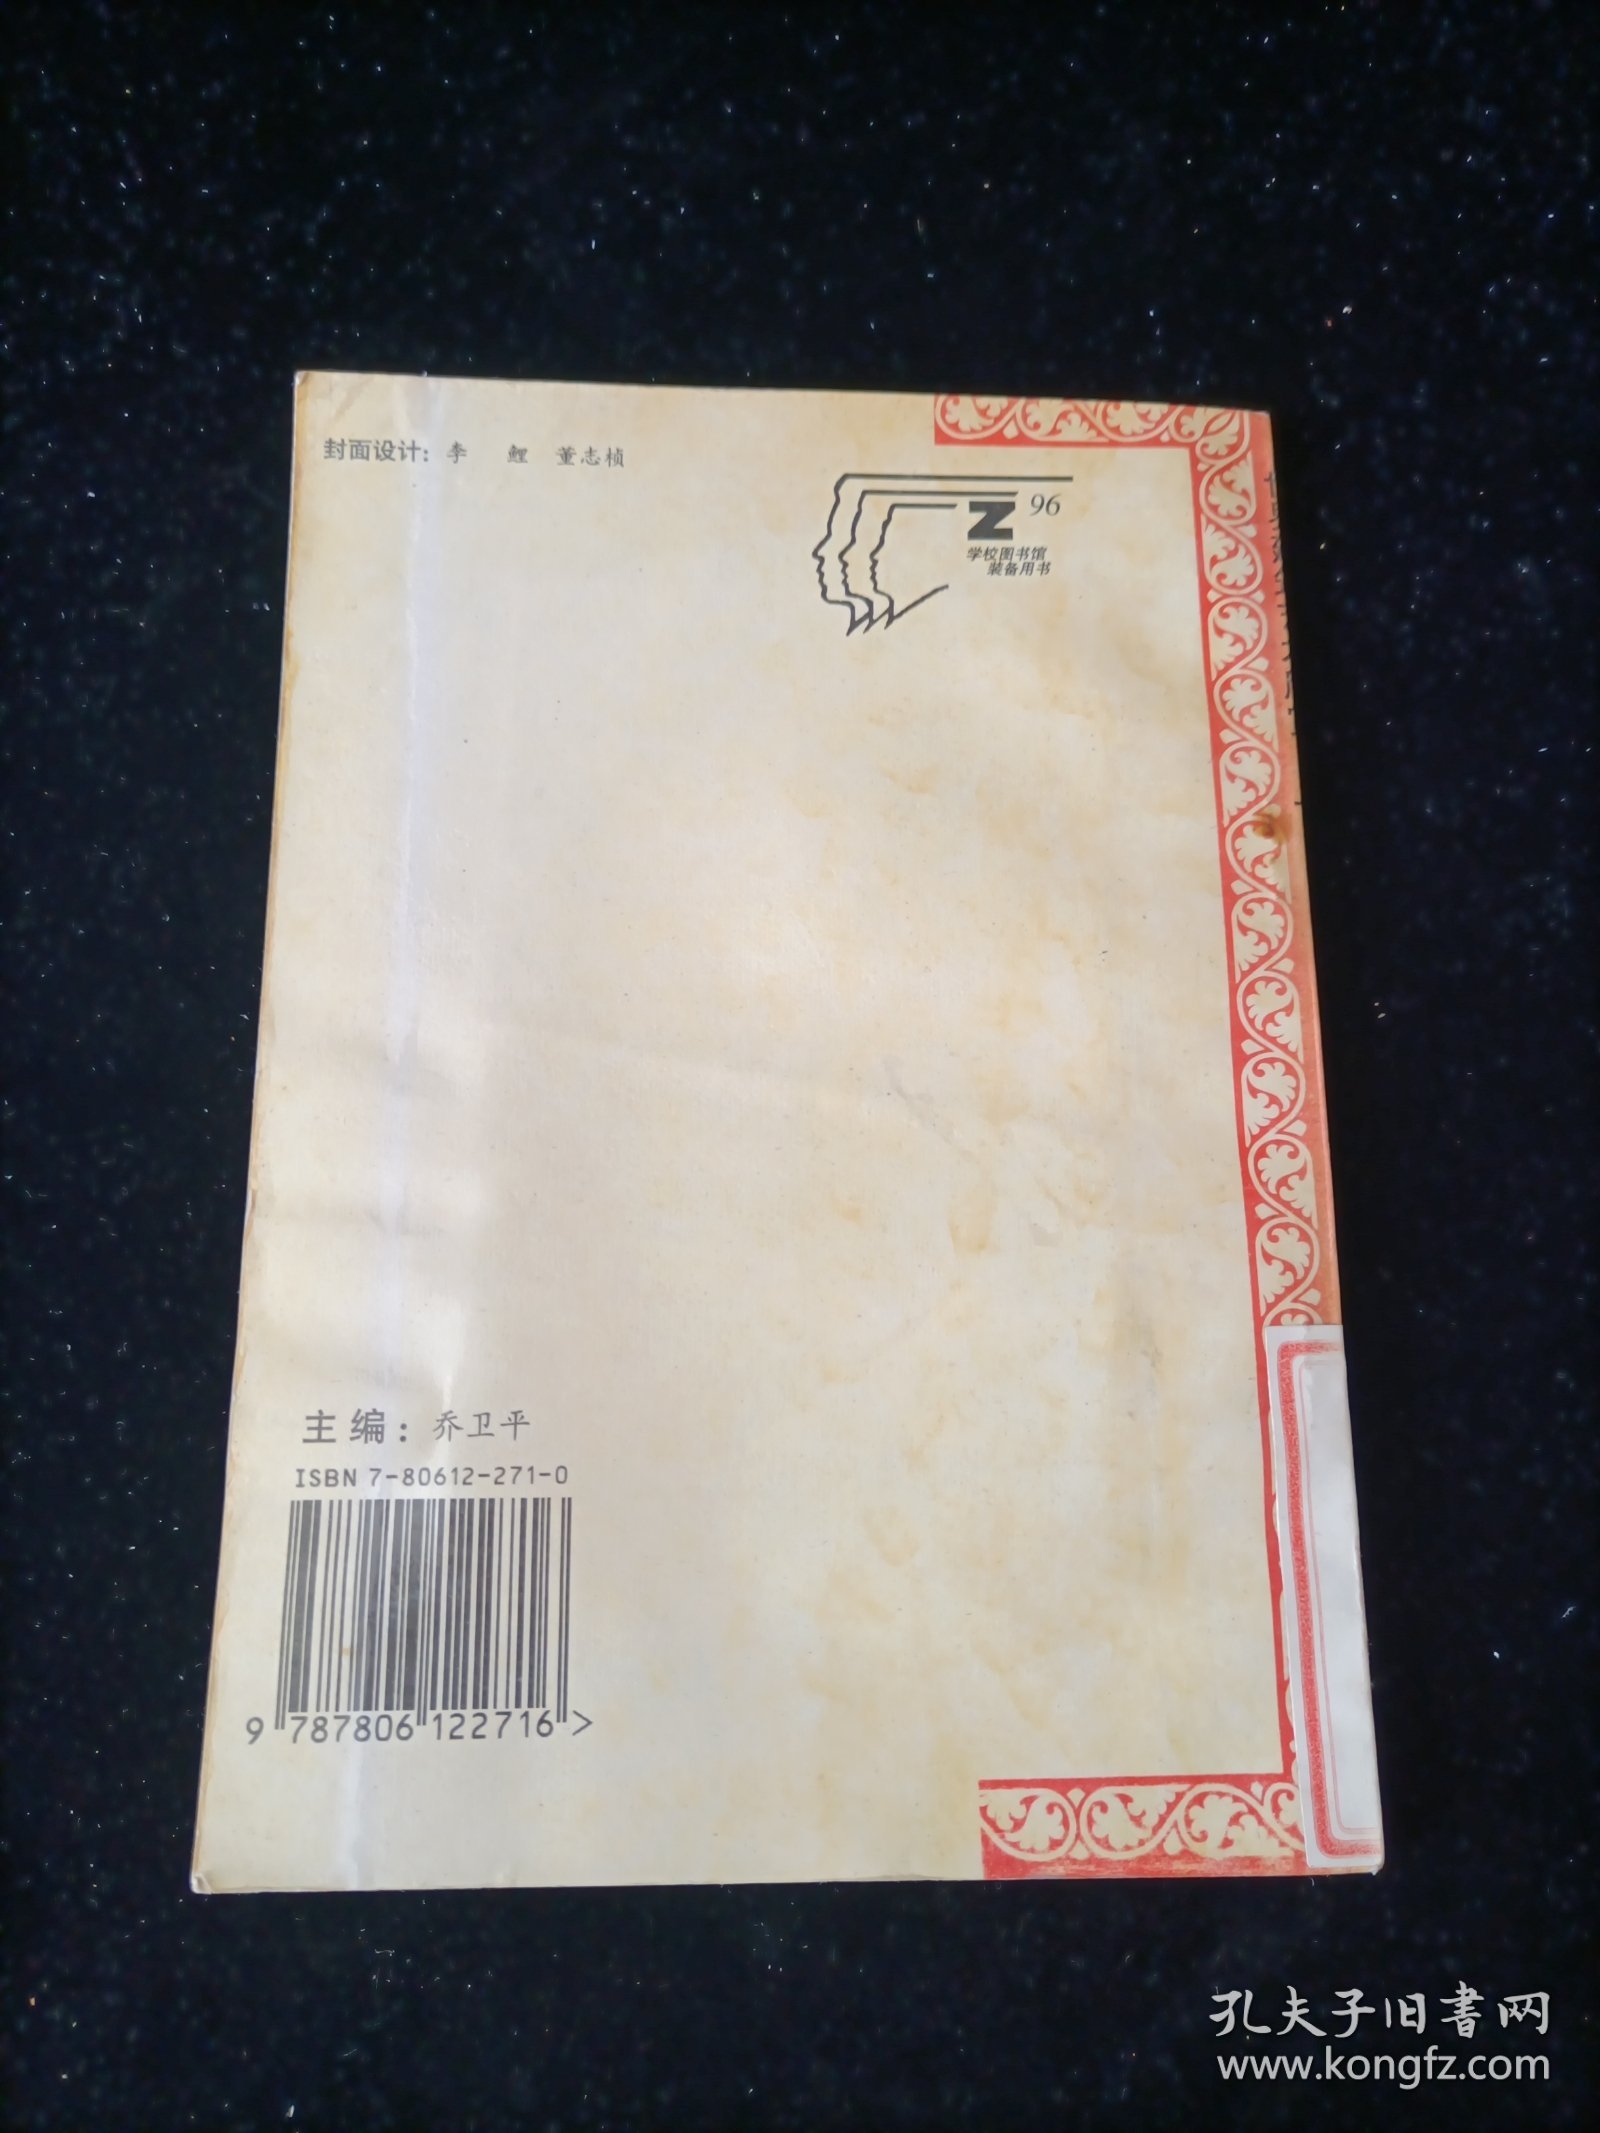 封面设计：李 鲤 董志桢
Z 96
学校图书馆
装备用书
主编：乔卫平
ISBN 7-80612-271-0
9 787806 122716 >
孔夫子旧書网
www.kongfz.com